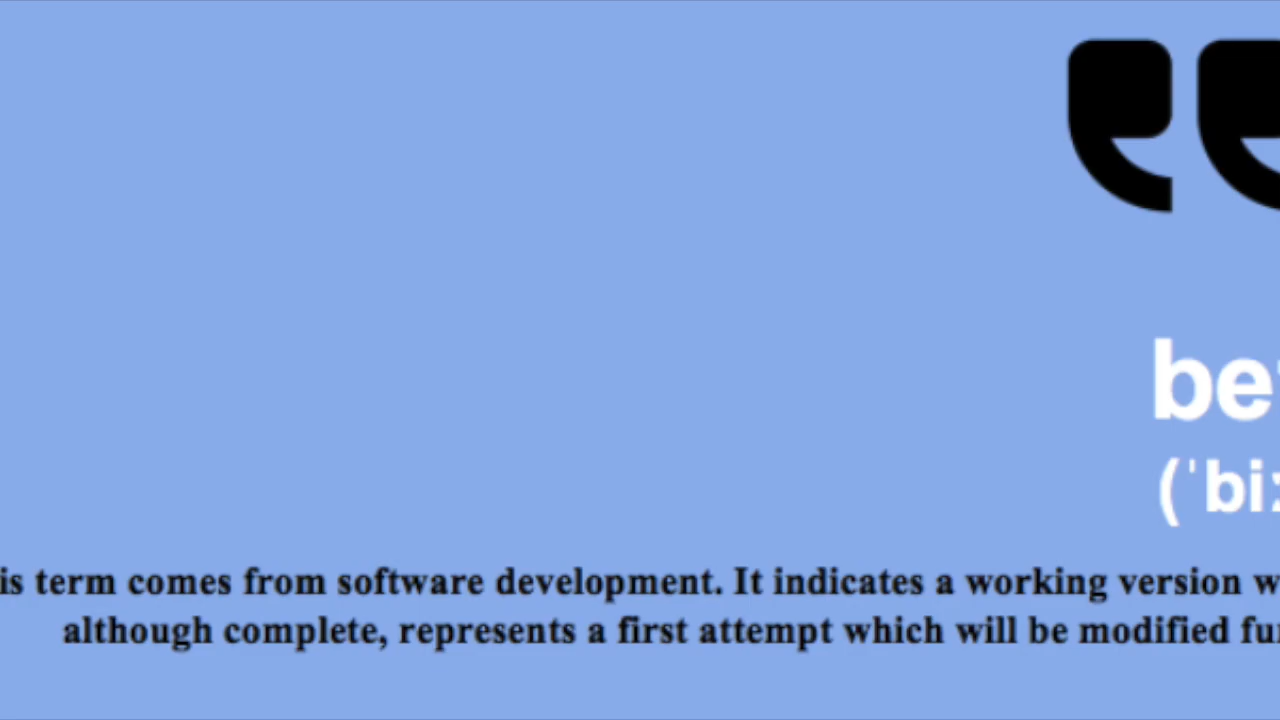 be
(ˈbiː
is term comes from software development. It indicates a working version w
although complete, represents a first attempt which will be modified fu